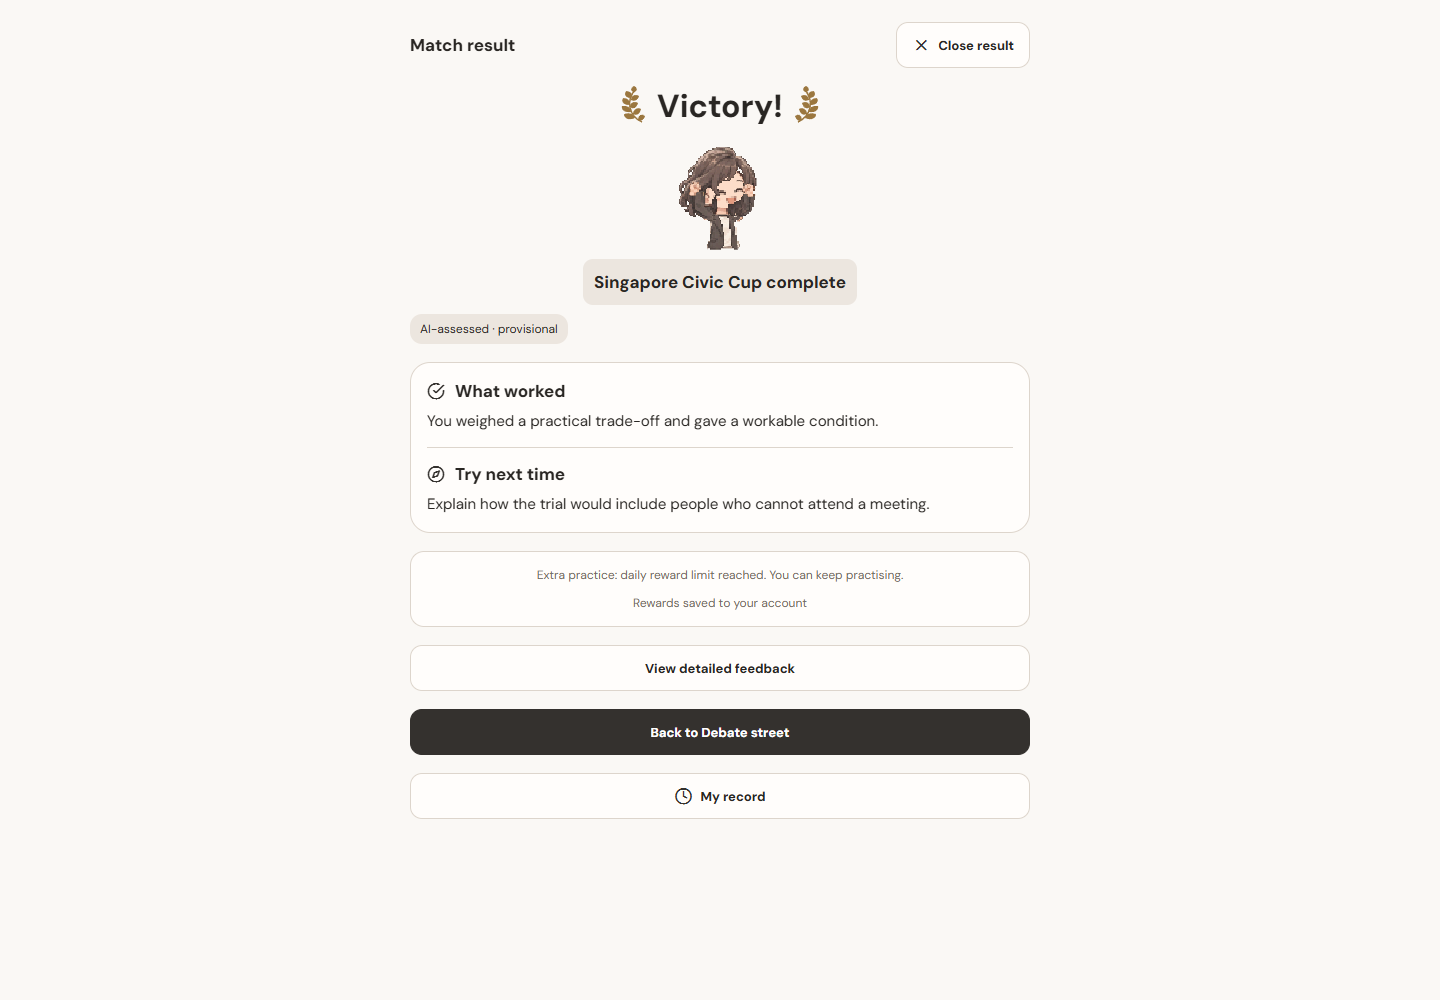 Match result
Close result
Victory!
Singapore Civic Cup complete
AI-assessed · provisional
What worked
You weighed a practical trade-off and gave a workable condition.
Try next time
Explain how the trial would include people who cannot attend a meeting.
Extra practice: daily reward limit reached. You can keep practising.
Rewards saved to your account
View detailed feedback
Back to Debate street
My record